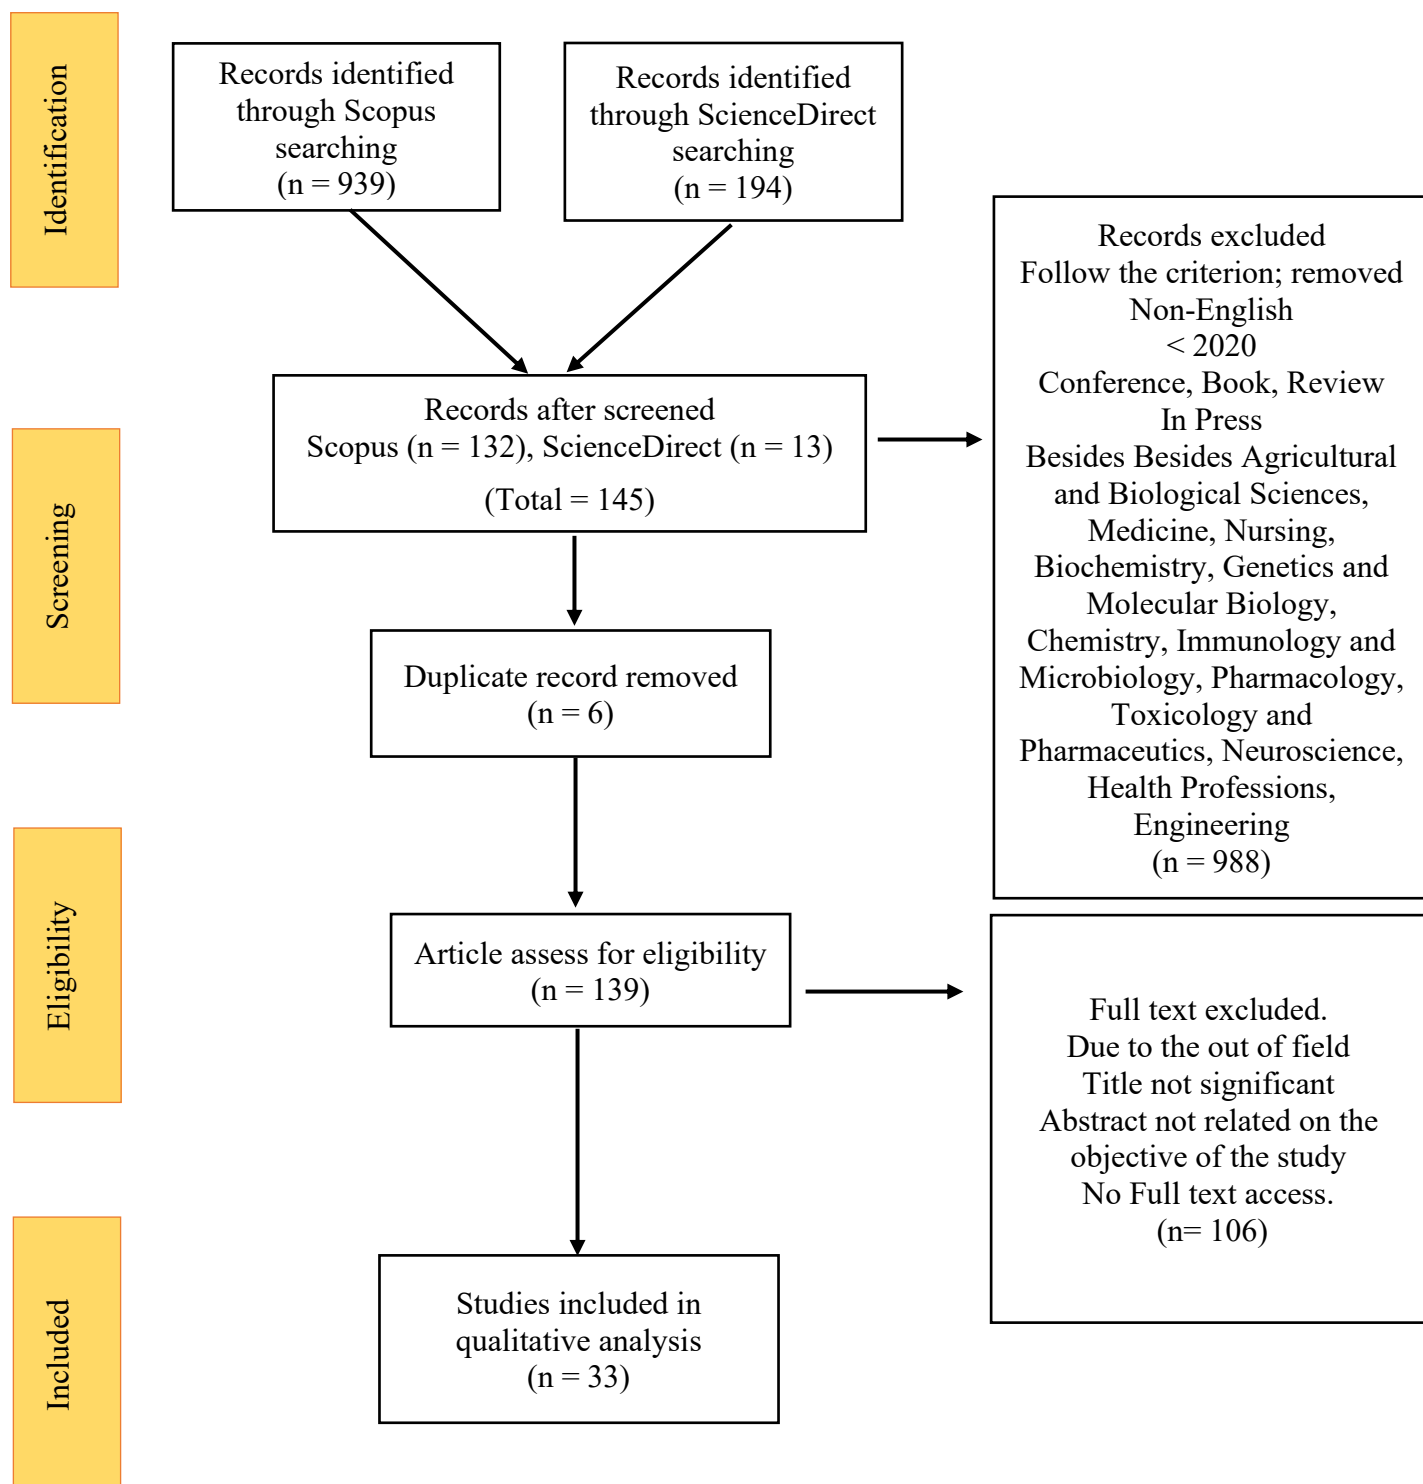 Identification
Records identified
through Scopus
searching
(n = 939)
Records identified
through ScienceDirect
searching
(n = 194)
Records excluded
Follow the criterion; removed
Non-English
< 2020
Conference, Book, Review
In Press
Besides Besides Agricultural
and Biological Sciences,
Medicine, Nursing,
Biochemistry, Genetics and
Molecular Biology,
Chemistry, Immunology and
Microbiology, Pharmacology,
Toxicology and
Pharmaceutics, Neuroscience,
Health Professions,
Engineering
(n = 988)
Screening
Records after screened
Scopus (n = 132), ScienceDirect (n = 13)
(Total = 145)
Duplicate record removed
(n = 6)
Eligibility
Article assess for eligibility
(n = 139)
Full text excluded.
Due to the out of field
Title not significant
Abstract not related on the
objective of the study
No Full text access.
(n= 106)
Included
Studies included in
qualitative analysis
(n = 33)